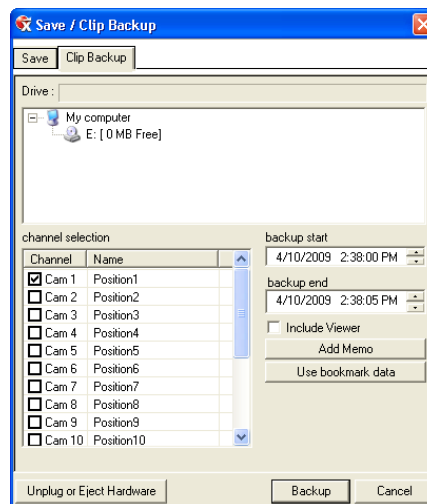 Save / Clip Backup
Save Clip Backup
Drive :
My computer
E: [ 0 MB Free]
channel selection
Channel Name
Cam 1 Position1
Cam 2 Position2
Cam 3 Position3
Cam 4 Position4
Cam 5 Position5
Cam 6 Position6
Cam 7 Position7
Cam 8 Position8
Cam 9 Position9
Cam 10 Position10
backup start
4/10/2009 2:38:00 PM
backup end
4/10/2009 2:38:05 PM
Include Viewer
Add Memo
Use bookmark data
Unplug or Eject Hardware Backup Cancel